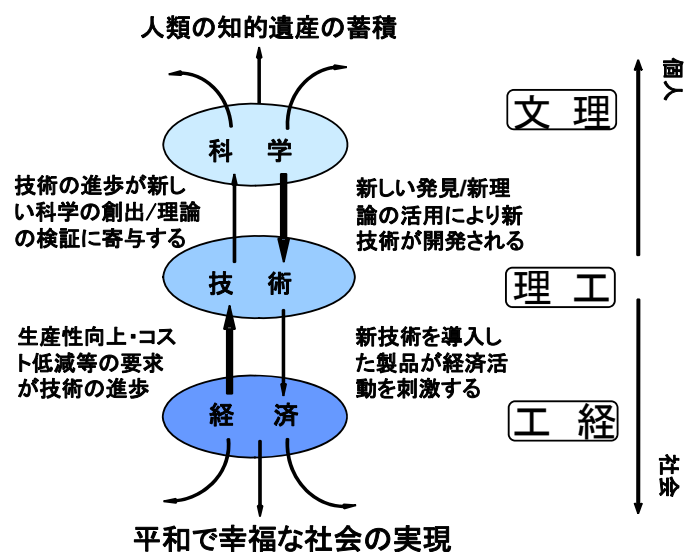 人類の知的遺産の蓄積
個人
文 理
科 学
技術の進歩が新し
い科学の創出/理論
の検証に寄与する
新しい発見/新理
論の活用により新
技術が開発される
技 術
理 工
生産性向上・コス
ト低減等の要求
が技術の進歩
新技術を導入し
た製品が経済活
動を刺激する
経 済
工 経
社会
平和で幸福な社会の実現